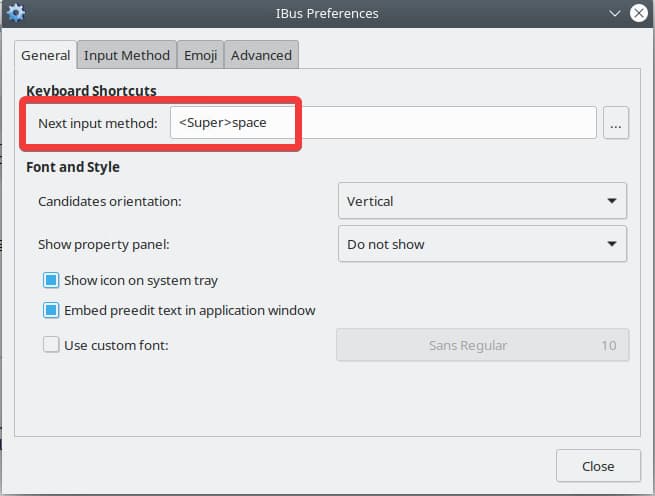 IBus Preferences
General Input Method Emoji Advanced
Keyboard Shortcuts
Next input method: <Super>space ...
Font and Style
Candidates orientation: Vertical
Show property panel: Do not show
Show icon on system tray
Embed preedit text in application window
Use custom font: Sans Regular 10
Close